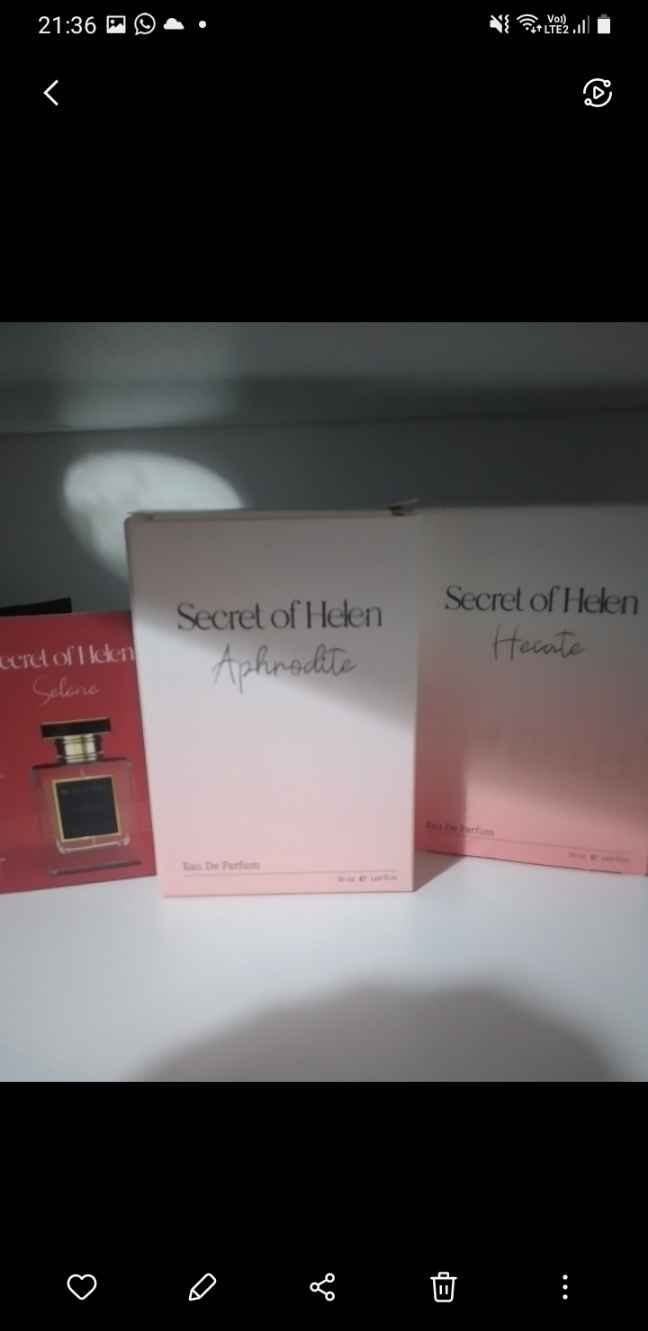 21:36
Vo))
LTE2
ecret of Helen
Selene
Secret of Helen
Aphrodite
Eau De Parfum
Secret of Helen
Hecate
Eau De Parfum